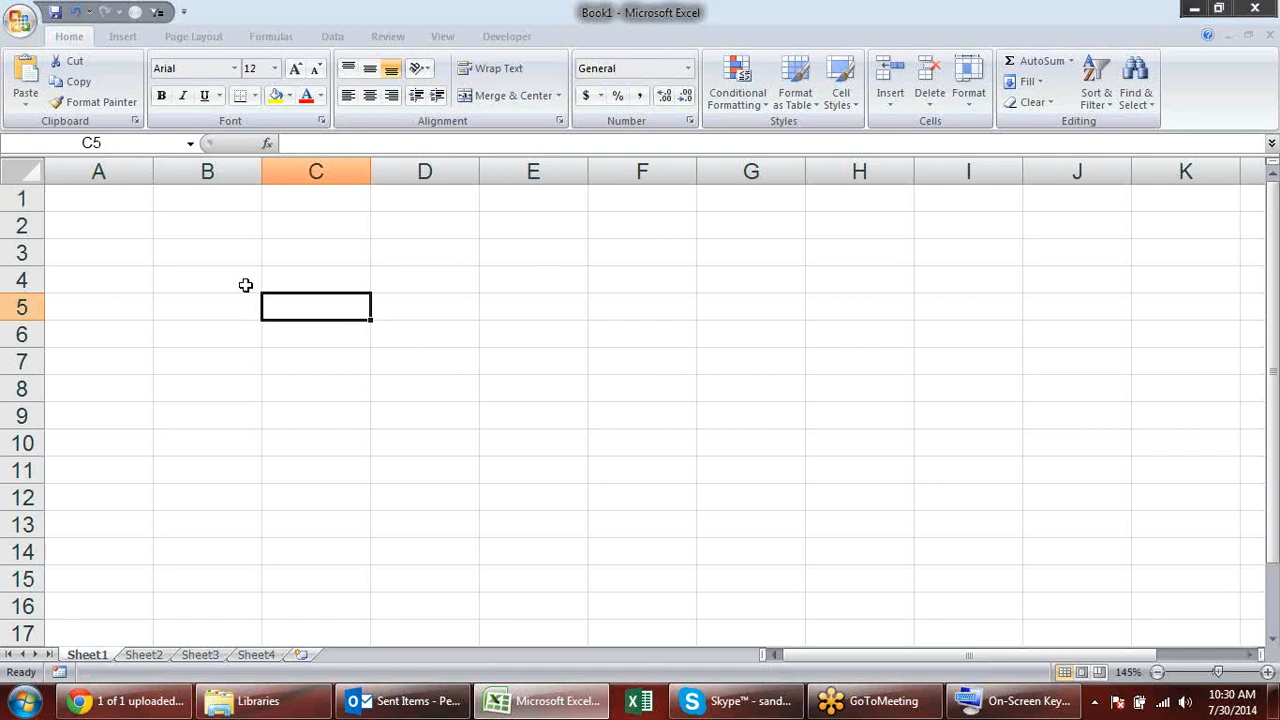 Book1 - Microsoft Excel
Home Insert Page Layout Formulas Data Review View Developer
Paste
Cut
Copy
Format Painter
Clipboard
Arial 12
B I U
Font
Wrap Text
Merge & Center
Alignment
General
$ % ,
Number
Conditional Formatting
Format as Table
Cell Styles
Styles
Insert
Delete
Format
Cells
Σ AutoSum
Fill
Clear
Sort & Filter
Find & Select
Editing
C5 fx
A B C D E F G H I J K
1
2
3
4
5
6
7
8
9
10
11
12
13
14
15
16
17
Sheet1 Sheet2 Sheet3 Sheet4
Ready 145%
1 of 1 uploaded... Libraries Sent Items - Pe... Microsoft Exce... Skype™ - sand... GoToMeeting On-Screen Key... 10:30 AM
7/30/2014